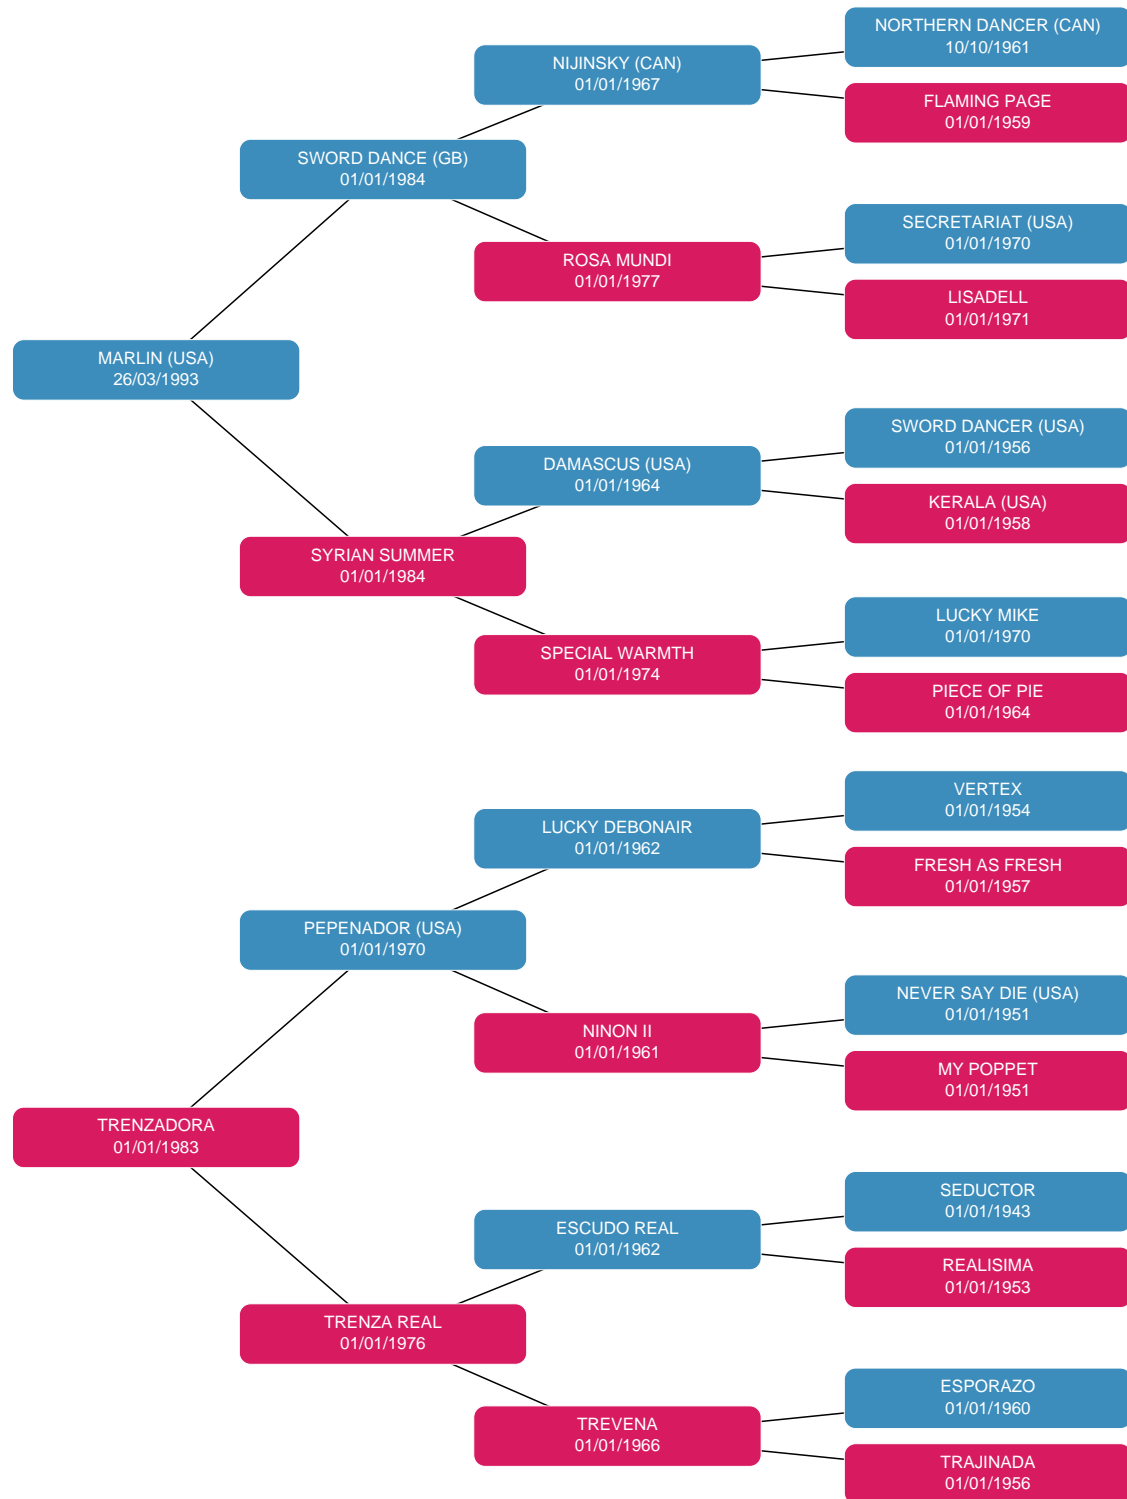 NORTHERN DANCER (CAN)
10/10/1961
NIJINSKY (CAN)
01/01/1967
FLAMING PAGE
01/01/1959
SWORD DANCE (GB)
01/01/1984
SECRETARIAT (USA)
01/01/1970
ROSA MUNDI
01/01/1977
LISADELL
01/01/1971
MARLIN (USA)
26/03/1993
SWORD DANCER (USA)
01/01/1956
DAMASCUS (USA)
01/01/1964
KERALA (USA)
01/01/1958
SYRIAN SUMMER
01/01/1984
LUCKY MIKE
01/01/1970
SPECIAL WARMTH
01/01/1974
PIECE OF PIE
01/01/1964
VERTEX
01/01/1954
LUCKY DEBONAIR
01/01/1962
FRESH AS FRESH
01/01/1957
PEPENADOR (USA)
01/01/1970
NEVER SAY DIE (USA)
01/01/1951
NINON II
01/01/1961
MY POPPET
01/01/1951
TRENZADORA
01/01/1983
SEDUCTOR
01/01/1943
ESCUDO REAL
01/01/1962
REALISIMA
01/01/1953
TRENZA REAL
01/01/1976
ESPORAZO
01/01/1960
TREVENA
01/01/1966
TRAJINADA
01/01/1956